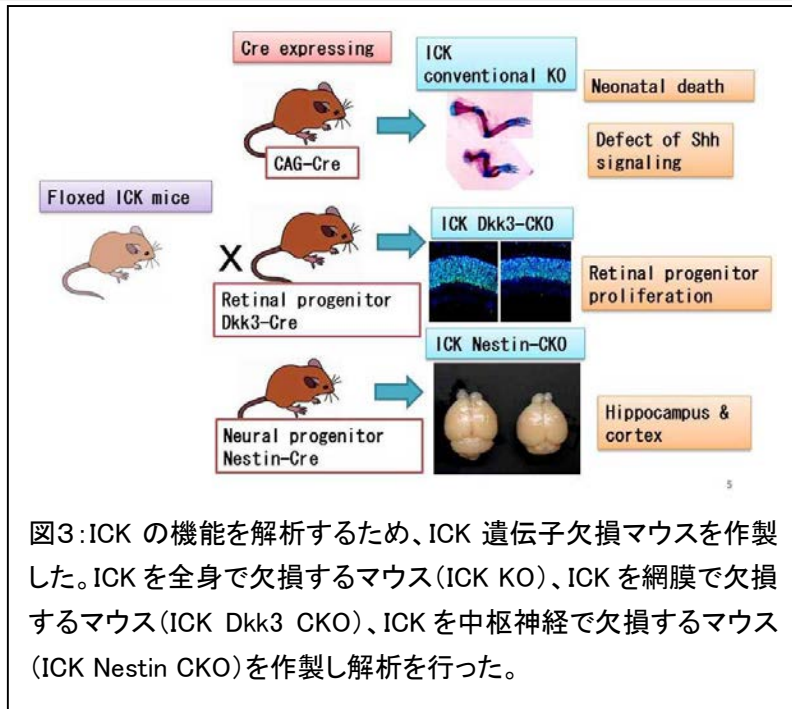 Cre expressing
CAG-Cre
ICK
conventional KO
Neonatal death
Defect of Shh
signaling
Floxed ICK mice
X
Retinal progenitor
Dkk3-Cre
ICK Dkk3-CKO
Retinal progenitor
proliferation
Neural progenitor
Nestin-Cre
ICK Nestin-CKO
Hippocampus &
cortex
5
図3:ICK の機能を解析するため、ICK 遺伝子欠損マウスを作製
した。ICK を全身で欠損するマウス(ICK KO)、ICK を網膜で欠損
するマウス(ICK Dkk3 CKO)、ICK を中枢神経で欠損するマウス
(ICK Nestin CKO)を作製し解析を行った。